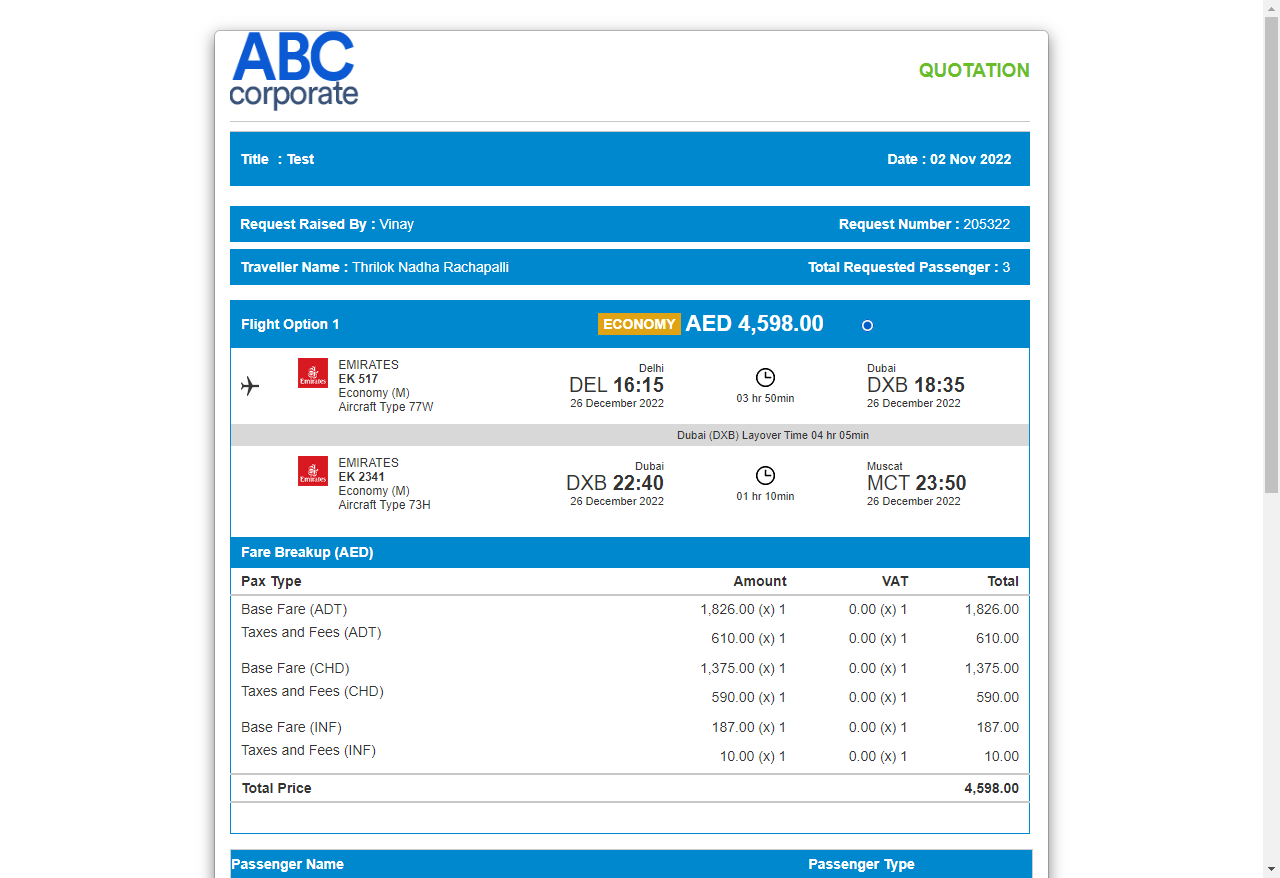 ABC
corporate
QUOTATION
Title : Test Date : 02 Nov 2022
Request Raised By : Vinay Request Number : 205322
Traveller Name : Thrilok Nadha Rachapalli Total Requested Passenger : 3
Flight Option 1 ECONOMY AED 4,598.00
Emirates
EMIRATES
EK 517
Economy (M)
Aircraft Type 77W
Delhi
DEL 16:15
26 December 2022
03 hr 50min
Dubai
DXB 18:35
26 December 2022
Dubai (DXB) Layover Time 04 hr 05min
Emirates
EMIRATES
EK 2341
Economy (M)
Aircraft Type 73H
Dubai
DXB 22:40
26 December 2022
01 hr 10min
Muscat
MCT 23:50
26 December 2022
Fare Breakup (AED)
Pax Type Amount VAT Total
Base Fare (ADT) 1,826.00 (x) 1 0.00 (x) 1 1,826.00
Taxes and Fees (ADT) 610.00 (x) 1 0.00 (x) 1 610.00
Base Fare (CHD) 1,375.00 (x) 1 0.00 (x) 1 1,375.00
Taxes and Fees (CHD) 590.00 (x) 1 0.00 (x) 1 590.00
Base Fare (INF) 187.00 (x) 1 0.00 (x) 1 187.00
Taxes and Fees (INF) 10.00 (x) 1 0.00 (x) 1 10.00
Total Price 4,598.00
Passenger Name Passenger Type